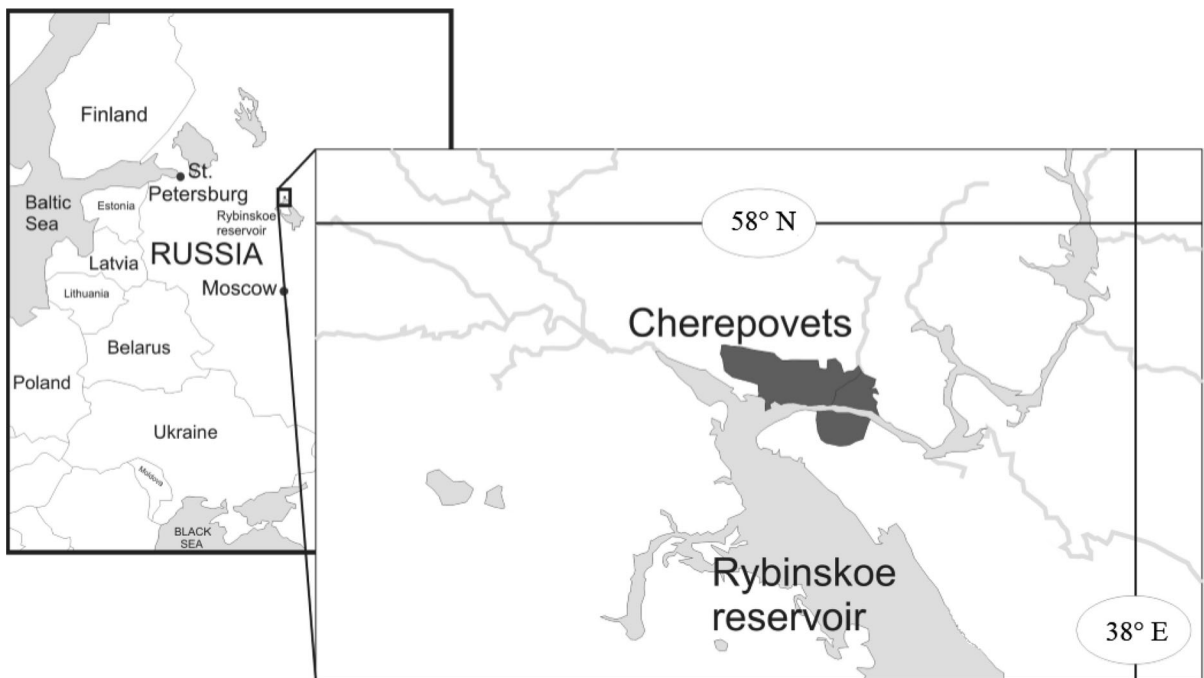 Finland
St.
Petersburg
Baltic
Sea
Estonia
Rybinskoe
reservoir
RUSSIA
Latvia
Lithuania
Moscow
Belarus
Poland
Ukraine
Moldova
BLACK
SEA
58° N
Cherepovets
Rybinskoe
reservoir
38° E